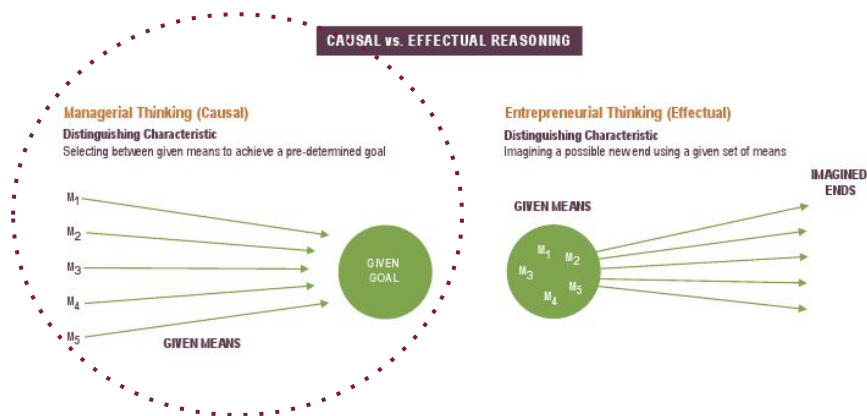 CAUSAL vs. EFFECTUAL REASONING
Managerial Thinking (Causal)
Distinguishing Characteristic
Selecting between given means to achieve a pre-determined goal
M1
M2
M3
M4
M5
GIVEN
GOAL
GIVEN MEANS
Entrepreneurial Thinking (Effectual)
Distinguishing Characteristic
Imagining a possible new end using a given set of means
IMAGINED
ENDS
GIVEN MEANS
M1
M2
M3
M5
M4